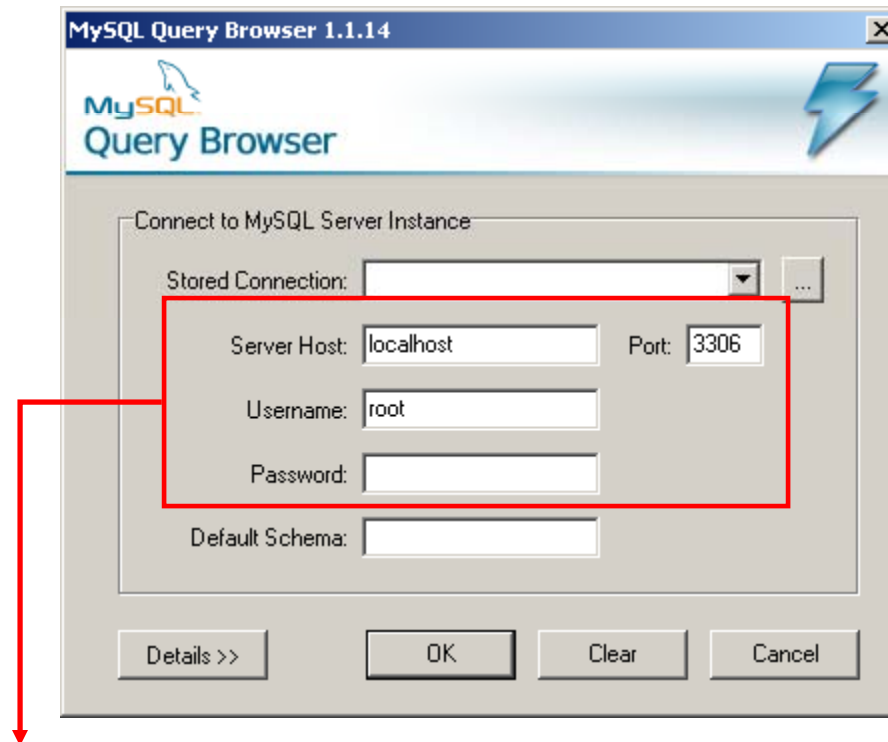 MySQL Query Browser 1.1.14
MySQL
Query Browser
Connect to MySQL Server Instance
Stored Connection:
...
Server Host: localhost Port: 3306
Username: root
Password:
Default Schema:
Details >> OK Clear Cancel